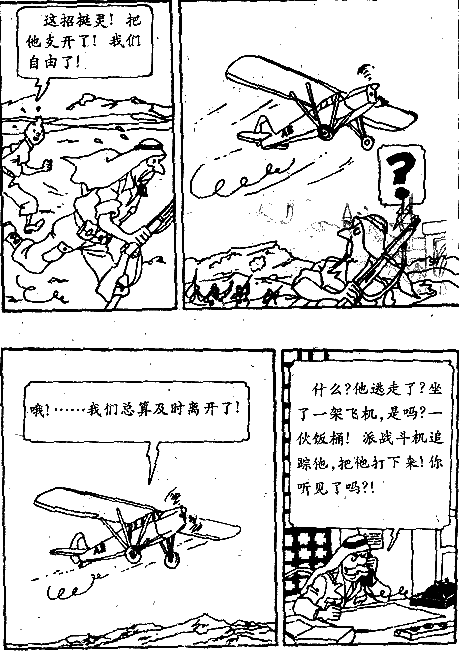 这招挺灵！把
他支开了！我们
自由了！
?
哦！……我们总算及时离开了！
什么？他逃走了？坐
了一架飞机，是吗？一
伙饭桶！派战斗机追
踪他，把他打下来！你
听见了吗？！